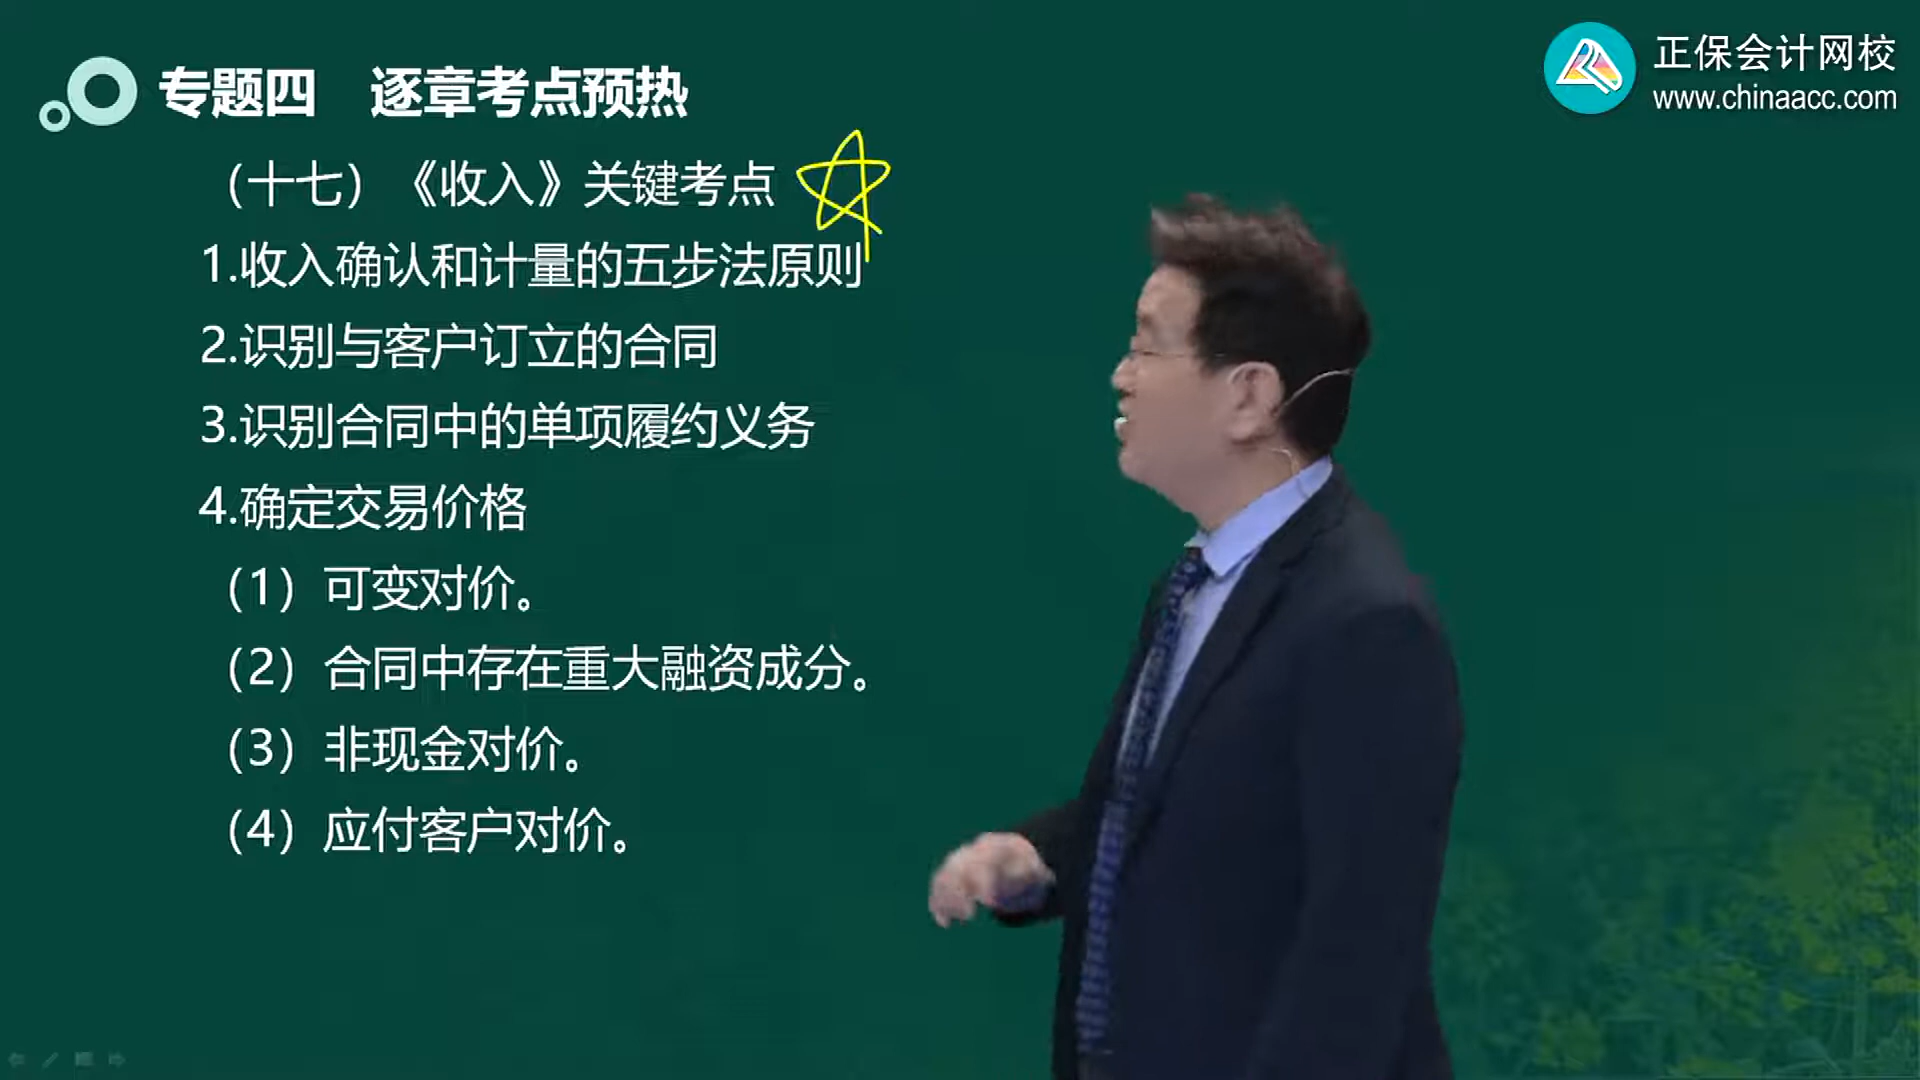 正保会计网校
www.chinaacc.com
专题四 逐章考点预热
（十七）《收入》关键考点
1.收入确认和计量的五步法原则
2.识别与客户订立的合同
3.识别合同中的单项履约义务
4.确定交易价格
（1）可变对价。
（2）合同中存在重大融资成分。
（3）非现金对价。
（4）应付客户对价。